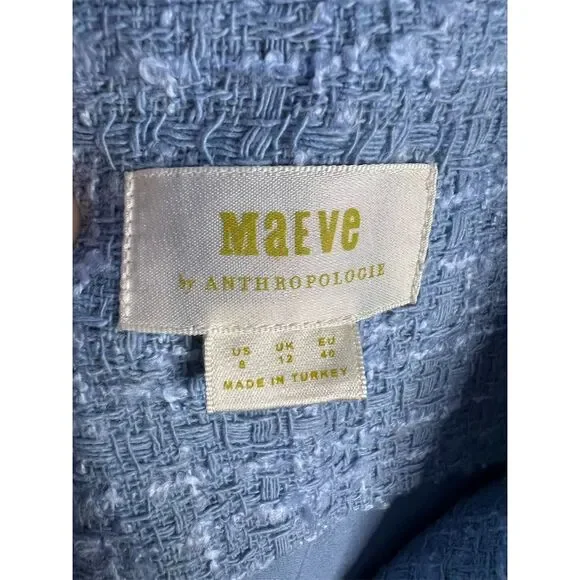 MaEVe
by ANTHROPOLOGIE
US UK EU
8 12 40
MADE IN TURKEY